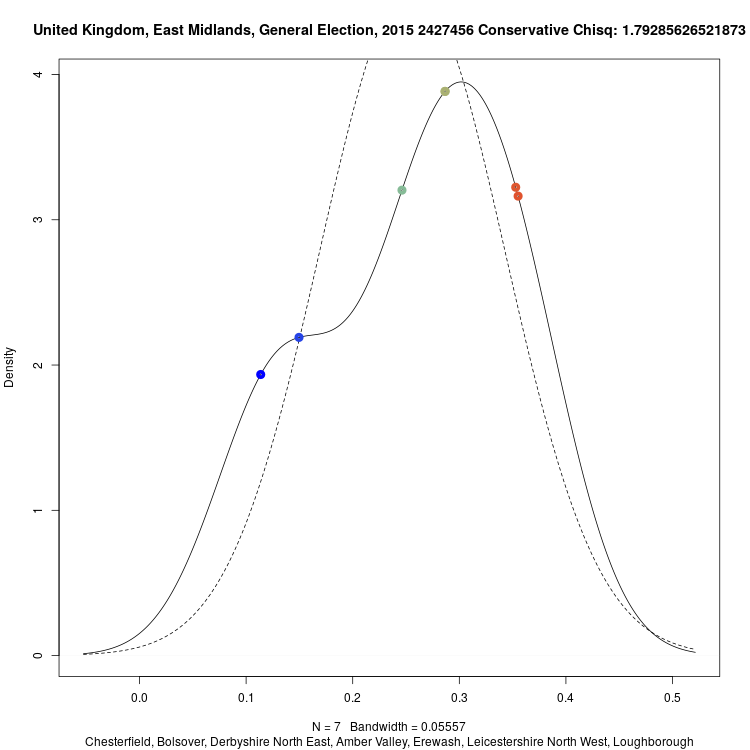 United Kingdom, East Midlands, General Election, 2015 2427456 Conservative Chisq: 1.79285626521873
Density
4
3
2
1
0
0.0 0.1 0.2 0.3 0.4 0.5
N = 7 Bandwidth = 0.05557
Chesterfield, Bolsover, Derbyshire North East, Amber Valley, Erewash, Leicestershire North West, Loughborough